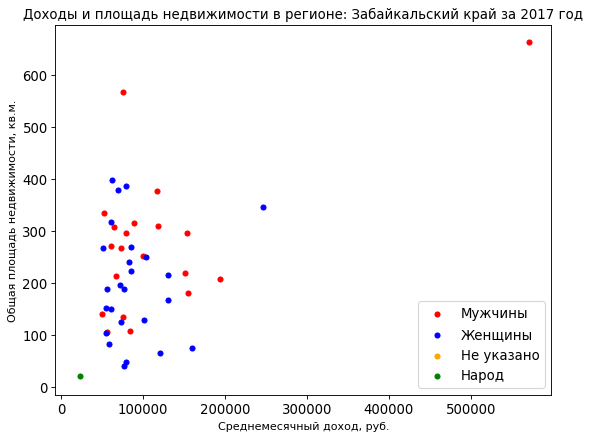 Доходы и площадь недвижимости в регионе: Забайкальский край за 2017 год
Общая площадь недвижимости, кв.м.
600
500
400
300
200
100
0
0 100000 200000 300000 400000 500000
Среднемесячный доход, руб.
Мужчины
Женщины
Не указано
Народ